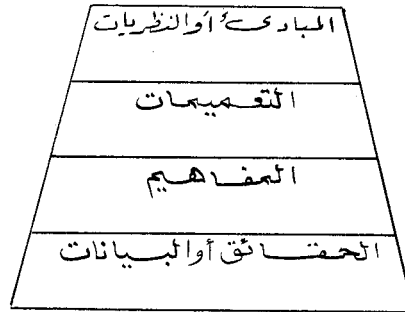 المبادئ أو النظريات
التعميمات
المفاهيم
الحقائق أو البيانات